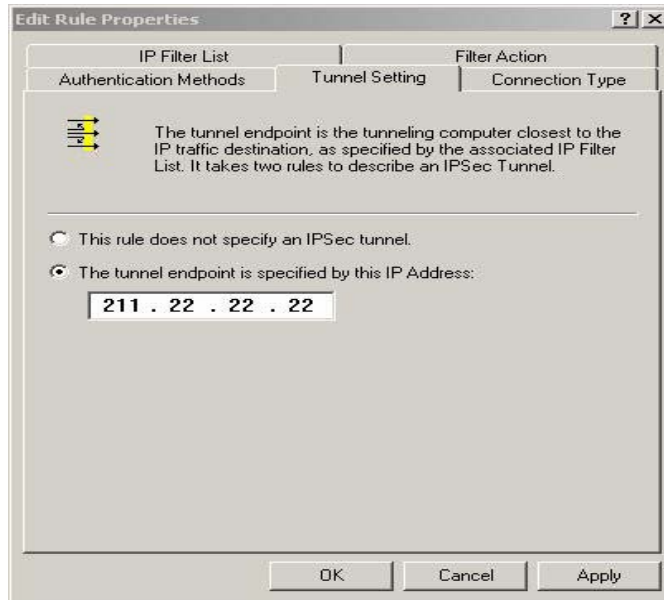 Edit Rule Properties
? ×
IP Filter List Filter Action
Authentication Methods Tunnel Setting Connection Type
The tunnel endpoint is the tunneling computer closest to the
IP traffic destination, as specified by the associated IP Filter
List. It takes two rules to describe an IPSec Tunnel.
This rule does not specify an IPSec tunnel.
The tunnel endpoint is specified by this IP Address:
211 . 22 . 22 . 22
OK Cancel Apply